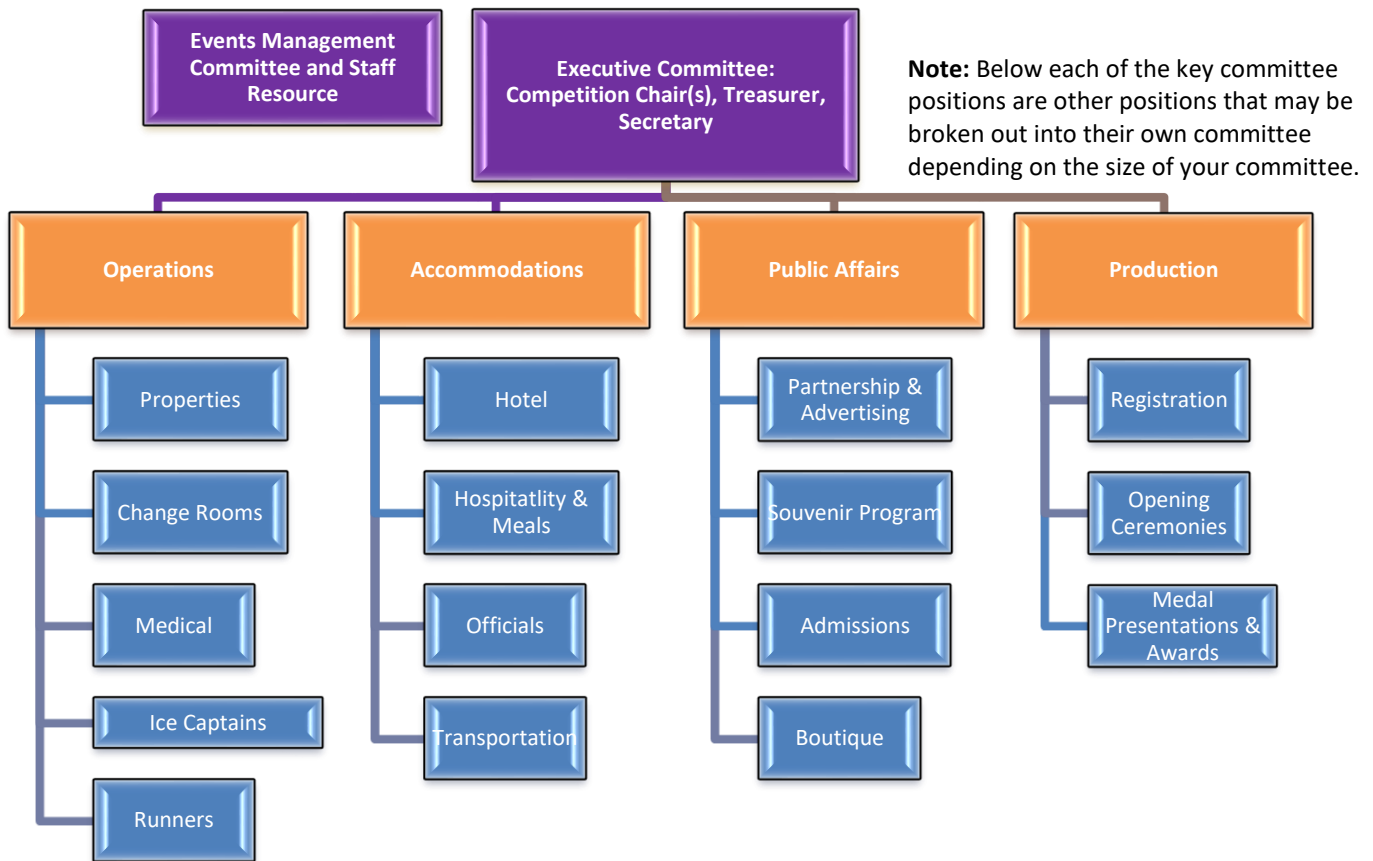 Events Management
Committee and Staff
Resource
Executive Committee:
Competition Chair(s), Treasurer,
Secretary
Note: Below each of the key committee
positions are other positions that may be
broken out into their own committee
depending on the size of your committee.
Operations
Accommodations
Public Affairs
Production
Properties
Change Rooms
Medical
Ice Captains
Runners
Hotel
Hospitatlity &
Meals
Officials
Transportation
Partnership &
Advertising
Souvenir Program
Admissions
Boutique
Registration
Opening
Ceremonies
Medal
Presentations &
Awards